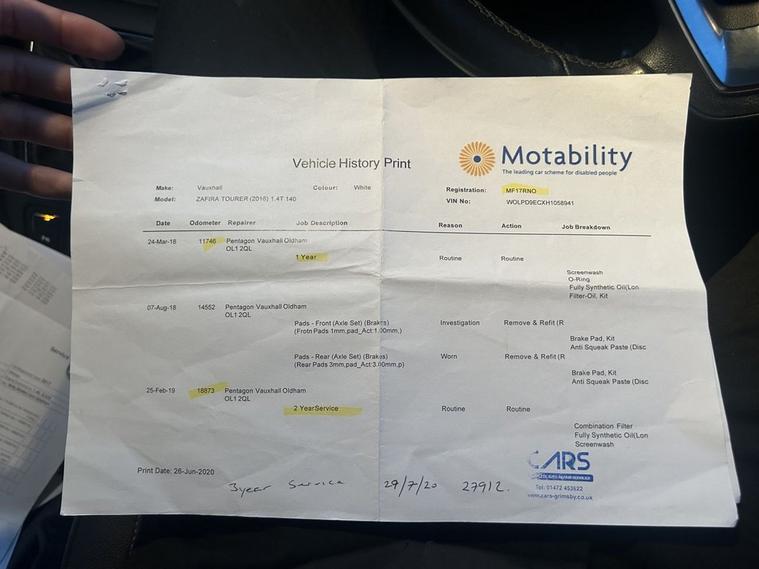 Vehicle History Print
Motability
The leading car scheme for disabled people
Make: Vauxhall Colour: White
Model: ZAFIRA TOURER (2016) 1.4T 140
Registration: MF17RNO
VIN No: WOLPD9ECXH1058941
Date Odometer Repairer Job Description Reason Action Job Breakdown
24-Mar-18 11746 Pentagon Vauxhall Oldham
OL1 2QL
1 Year Routine Routine
Screenwash
O-Ring
Fully Synthetic Oil(Lon
Filter-Oil, Kit
07-Aug-18 14552 Pentagon Vauxhall Oldham
OL1 2QL
Pads - Front (Axle Set) (Brakes) Investigation Remove & Refit (R
(Frotn Pads 1mm,pad_Act:1.00mm,)
Brake Pad, Kit
Anti Squeak Paste (Disc
Pads - Rear (Axle Set) (Brakes) Worn Remove & Refit (R
(Rear Pads 3mm,pad_Act:3.00mm,p)
Brake Pad, Kit
Anti Squeak Paste (Disc
25-Feb-19 18873 Pentagon Vauxhall Oldham
OL1 2QL
2 YearService Routine Routine
Combination Filter
Fully Synthetic Oil(Lon
Screenwash
Print Date: 26-Jun-2020
3year Service 29/7/20 27912.
CARS
Tel: 01472 453522
www.cars-grimsby.co.uk